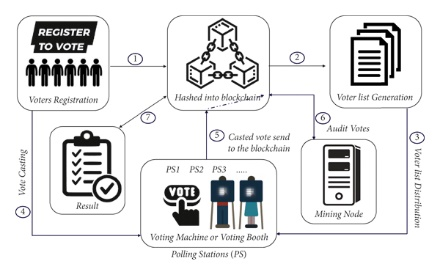 REGISTER
TO VOTE
Voters Registration
1
Hashed into blockchain
2
Voter list Generation
7
5
Casted vote send
to the blockchain
6
Audit Votes
3
Voter list Distribution
Vote Casting
4
Result
PS1 PS2 PS3 .....
VOTE
Voting Machine or Voting Booth
Mining Node
Polling Stations (PS)